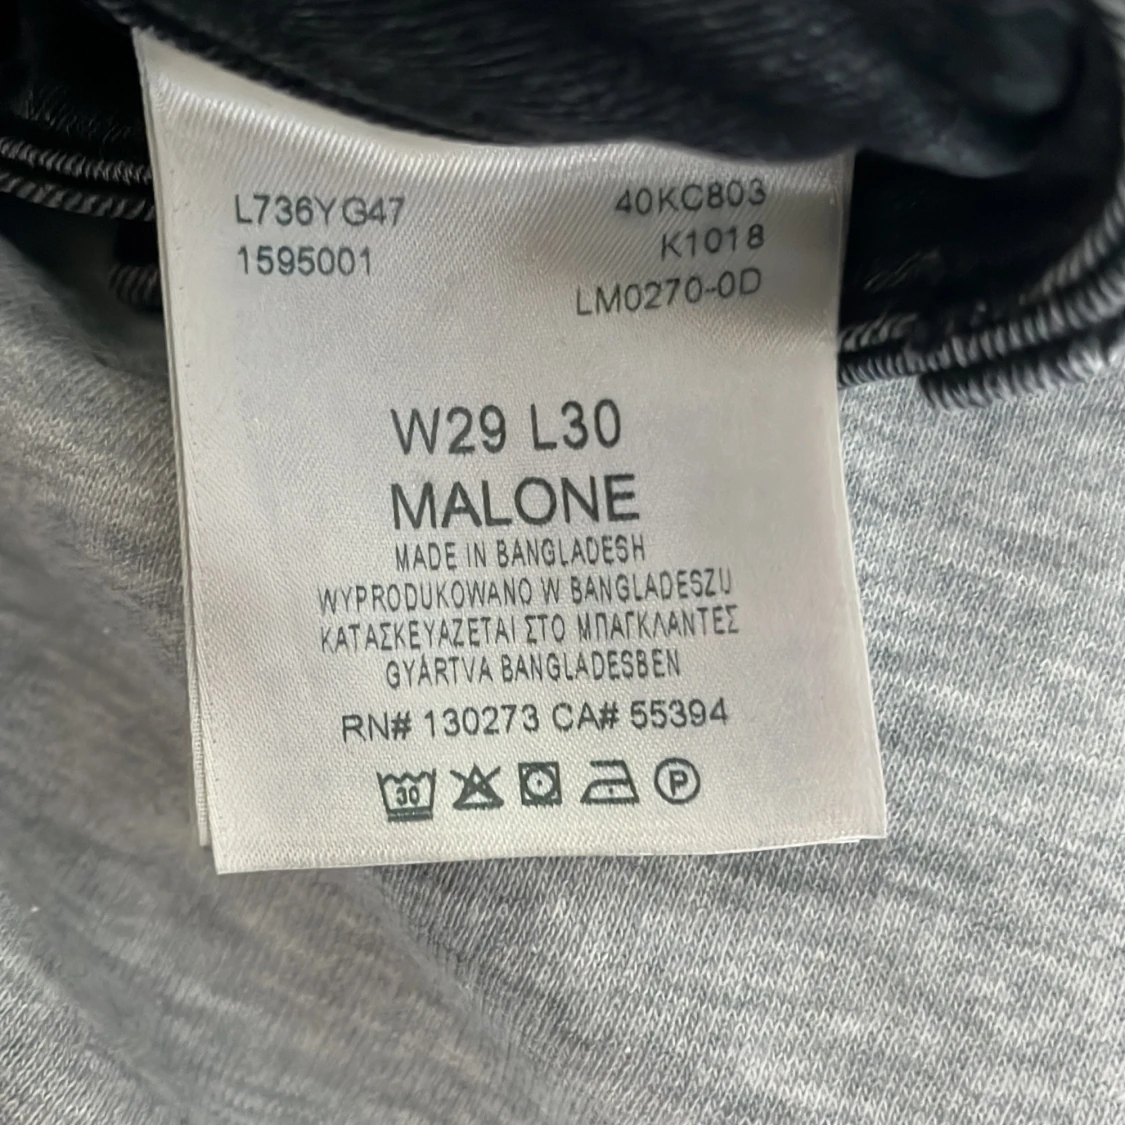 L736YG47
1595001
40KC803
K1018
LM0270-0D
W29 L30
MALONE
MADE IN BANGLADESH
WYPRODUKOWANO W BANGLADESZU
ΚΑΤΑΣΚΕΥΑΖΕΤΑΙ ΣΤΟ ΜΠΑΓΚΛΑΝΤΕΣ
GYÁRTVA BANGLADESBEN
RN# 130273 CA# 55394
30
P